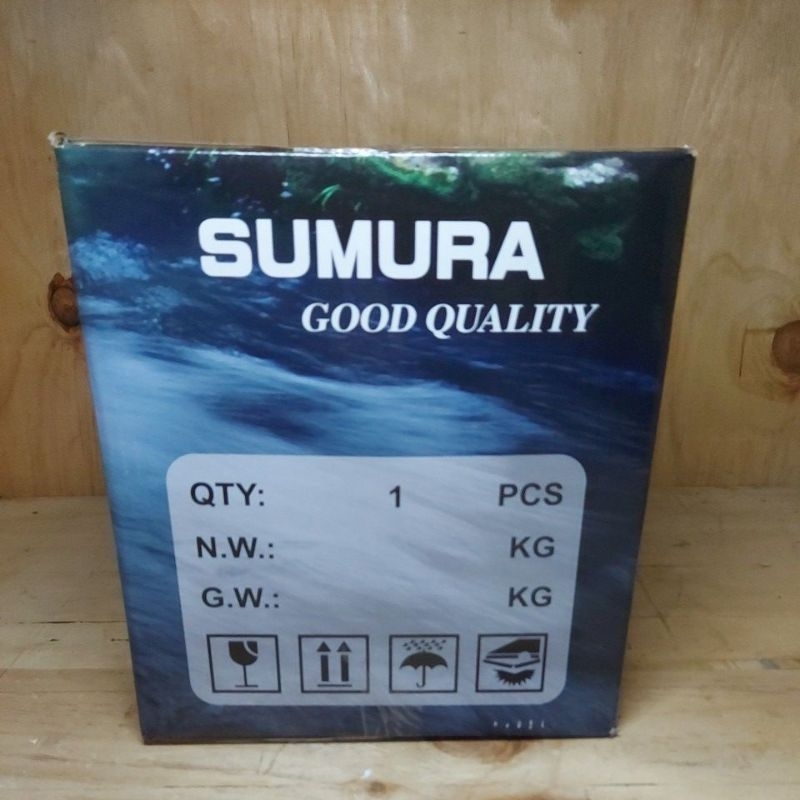 SUMURA
GOOD QUALITY
QTY: 1 PCS
N.W.: KG
G.W.: KG